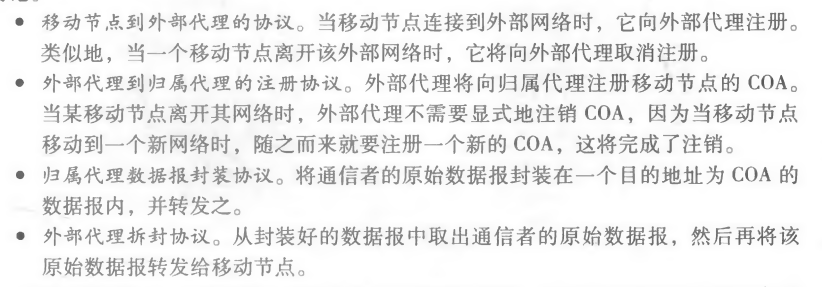 • 移动节点到外部代理的协议。当移动节点连接到外部网络时，它向外部代理注册。
类似地，当一个移动节点离开该外部网络时，它将向外部代理取消注册。
• 外部代理到归属代理的注册协议。外部代理将向归属代理注册移动节点的 COA。
当某移动节点离开其网络时，外部代理不需要显式地注销 COA，因为当移动节点
移动到一个新网络时，随之而来就要注册一个新的 COA，这将完成了注销。
• 归属代理数据报封装协议。将通信者的原始数据报封装在一个目的地址为 COA 的
数据报内，并转发之。
• 外部代理拆封协议。从封装好的数据报中取出通信者的原始数据报，然后再将该
原始数据报转发给移动节点。